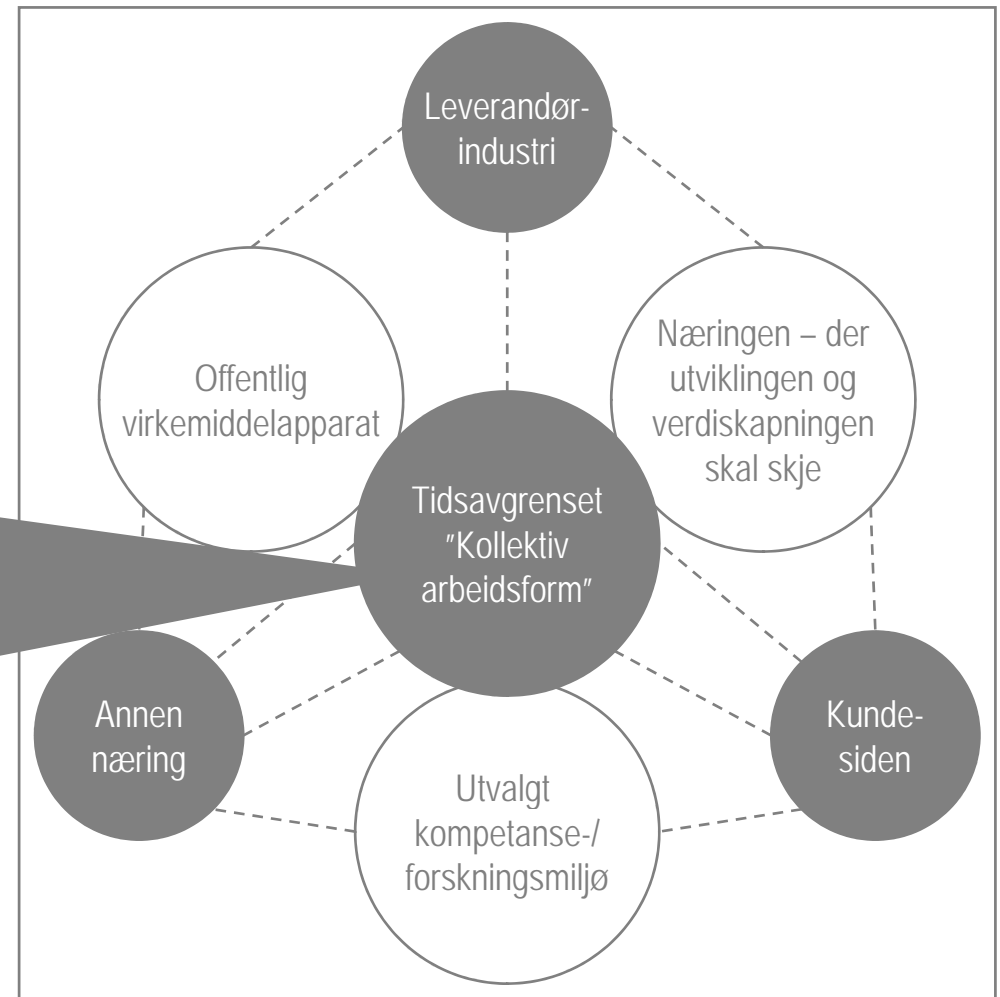 Leverandør-
industri
Offentlig
virkemiddelapparat
Næringen – der
utviklingen og
verdiskapningen
skal skje
Tidsavgrenset
"Kollektiv
arbeidsform"
Annen
næring
Kunde-
siden
Utvalgt
kompetanse-/
forskningsmiljø